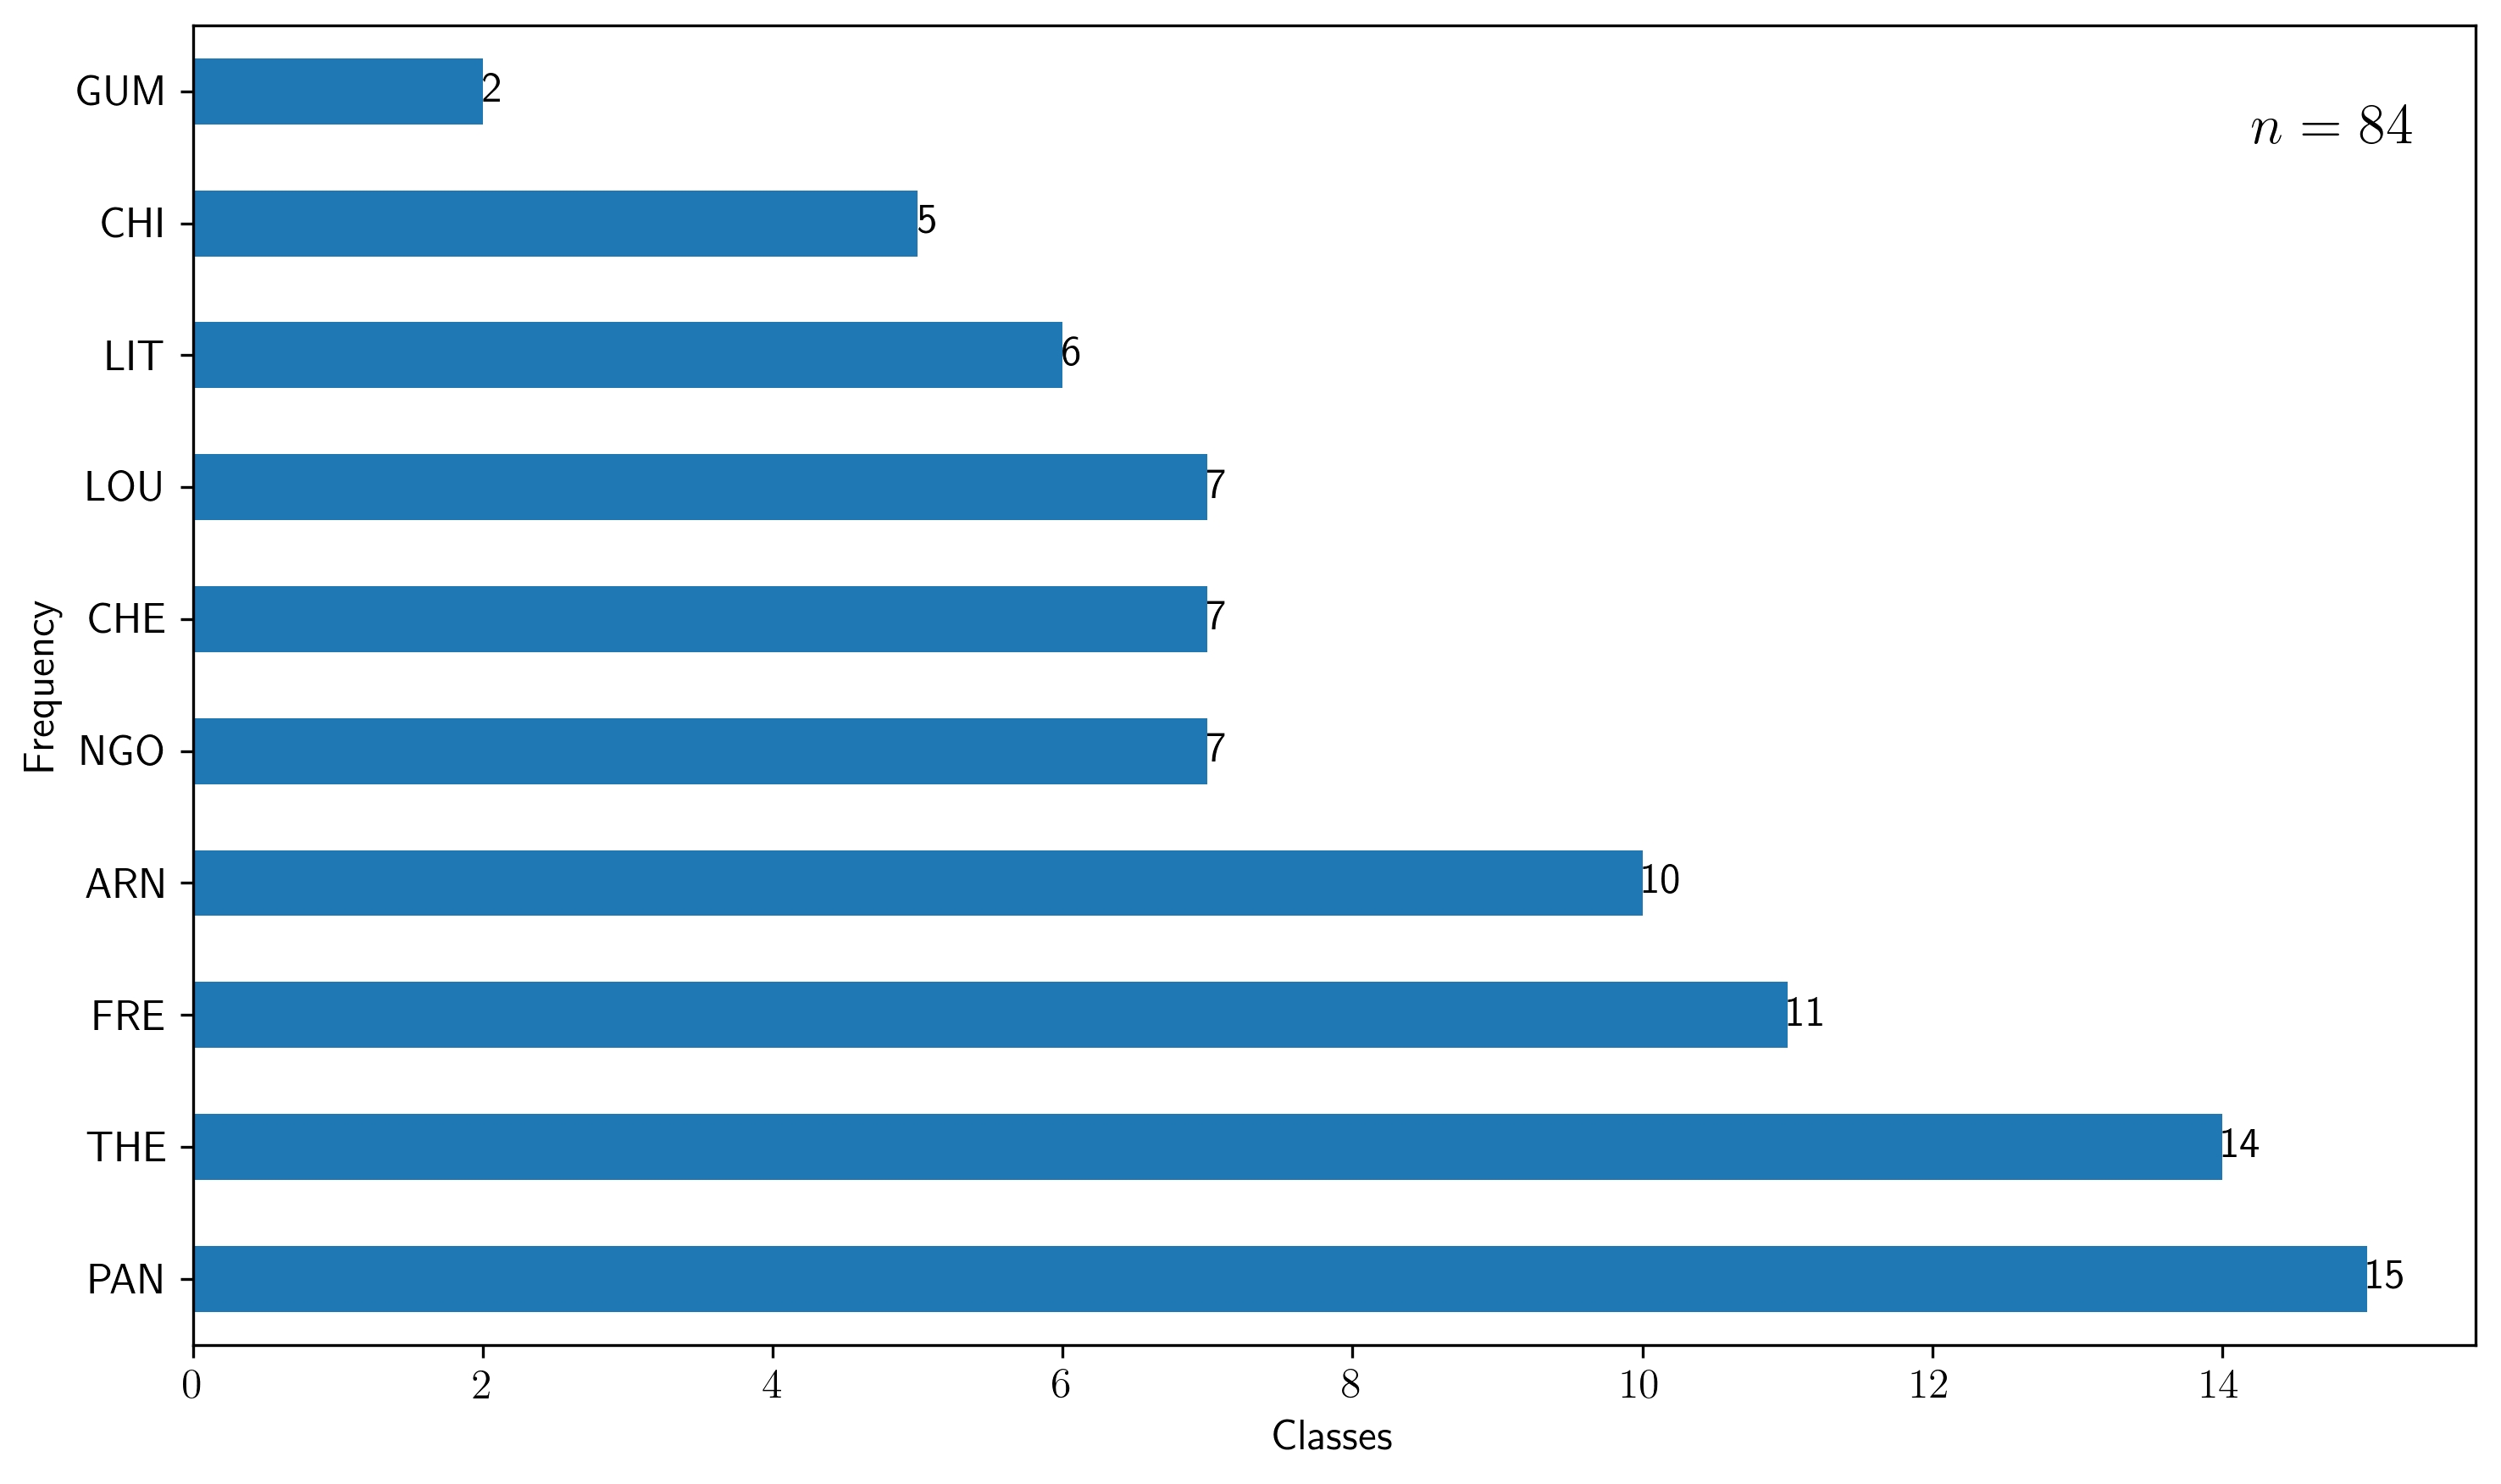 GUM 2
n = 84
CHI 5
LIT 6
LOU 7
CHE 7
Frequency
NGO 7
ARN 10
FRE 11
THE 14
PAN 15
0 2 4 6 8 10 12 14
Classes